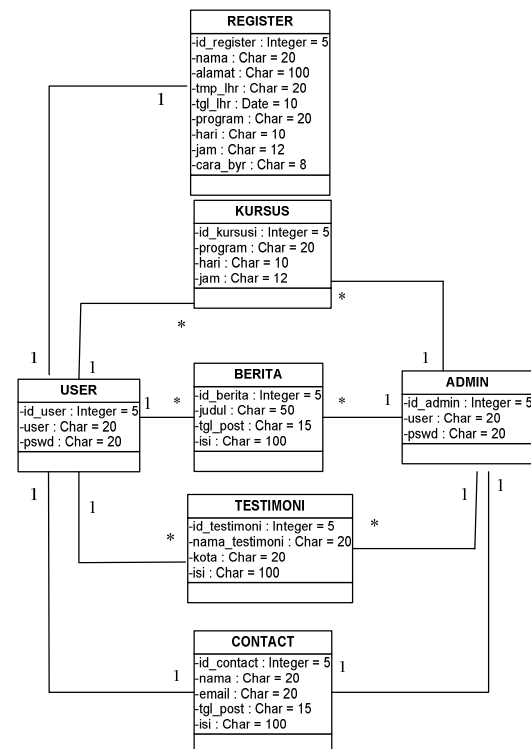 REGISTER
-id_register : Integer = 5
-nama : Char = 20
-alamat : Char = 100
-tmp_lhr : Char = 20
-tgl_lhr : Date = 10
-program : Char = 20
-hari : Char = 10
-jam : Char = 12
-cara_byr : Char = 8
1
KURSUS
-id_kursusi : Integer = 5
-program : Char = 20
-hari : Char = 10
-jam : Char = 12
*
*
1
1
1
USER
-id_user : Integer = 5
-user : Char = 20
-pswd : Char = 20
1
*
BERITA
-id_berita : Integer = 5
-judul : Char = 50
-tgl_post : Char = 15
-isi : Char = 100
*
1
ADMIN
-id_admin : Integer = 5
-user : Char = 20
-pswd : Char = 20
1
1
1
1
*
TESTIMONI
-id_testimoni : Integer = 5
-nama_testimoni : Char = 20
-kota : Char = 20
-isi : Char = 100
*
CONTACT
-id_contact : Integer = 5
-nama : Char = 20
-email : Char = 20
-tgl_post : Char = 15
-isi : Char = 100
1
1